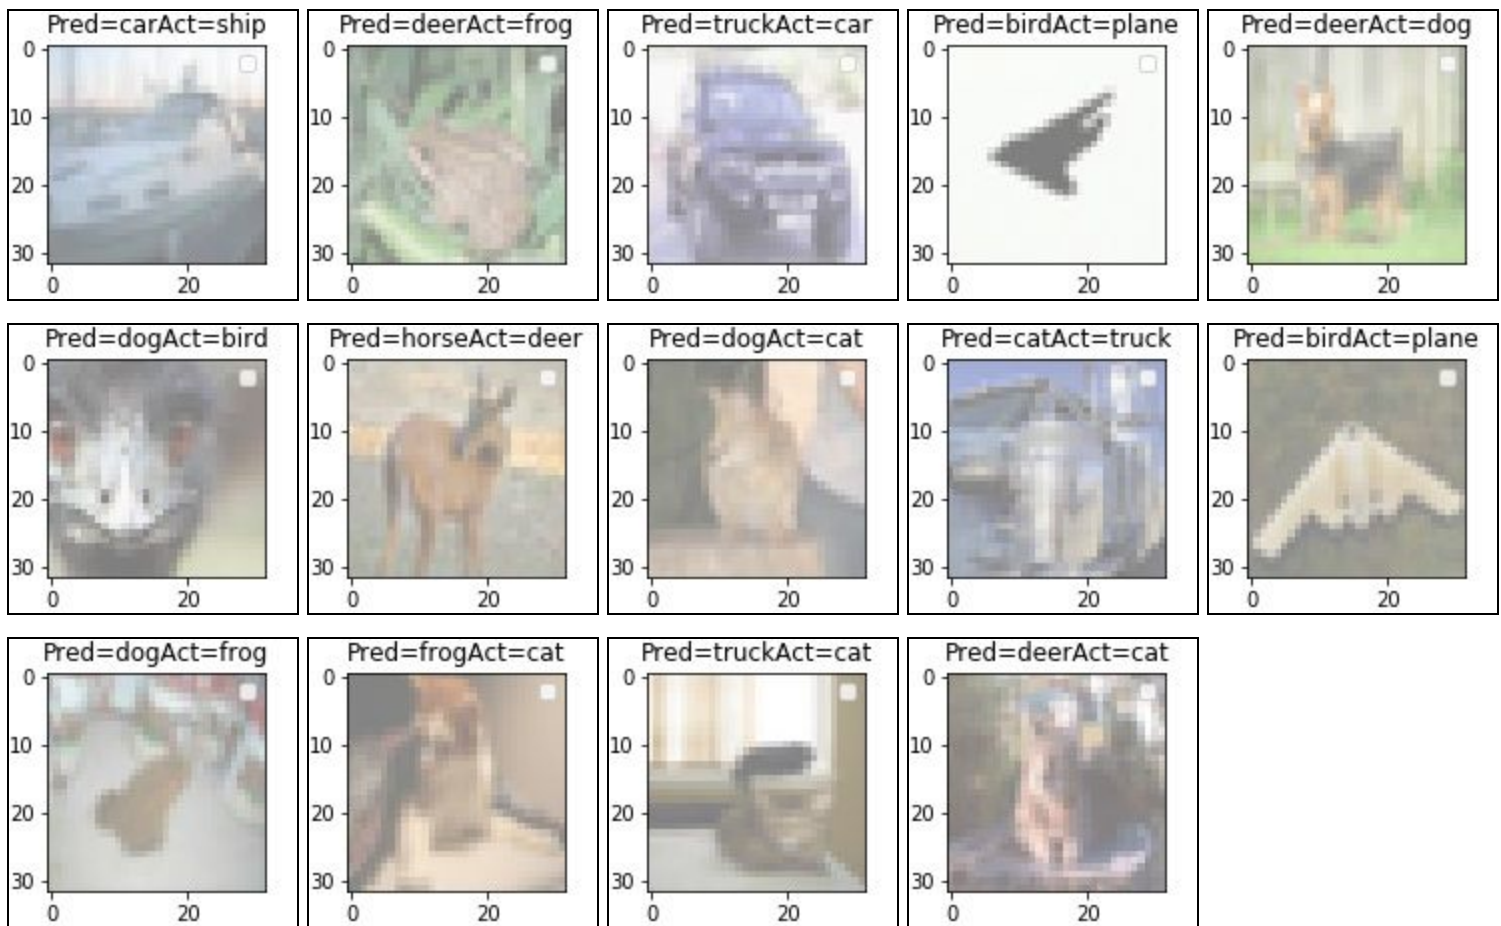 Pred=carAct=ship Pred=deerAct=frog Pred=truckAct=car Pred=birdAct=plane Pred=deerAct=dog
0 0 0 0 0
10 10 10 10 10
20 20 20 20 20
30 30 30 30 30
0 20 0 20 0 20 0 20 0 20
Pred=dogAct=bird Pred=horseAct=deer Pred=dogAct=cat Pred=catAct=truck Pred=birdAct=plane
0 0 0 0 0
10 10 10 10 10
20 20 20 20 20
30 30 30 30 30
0 20 0 20 0 20 0 20 0 20
Pred=dogAct=frog Pred=frogAct=cat Pred=truckAct=cat Pred=deerAct=cat
0 0 0 0
10 10 10 10
20 20 20 20
30 30 30 30
0 20 0 20 0 20 0 20